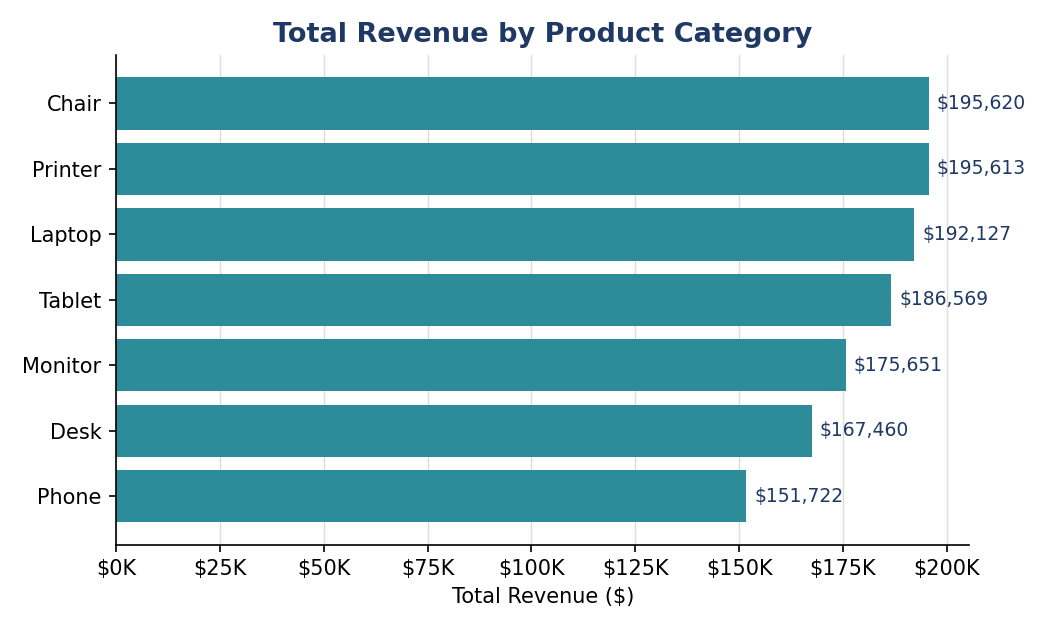 Total Revenue by Product Category
Chair $195,620
Printer $195,613
Laptop $192,127
Tablet $186,569
Monitor $175,651
Desk $167,460
Phone $151,722
$0K $25K $50K $75K $100K $125K $150K $175K $200K
Total Revenue ($)